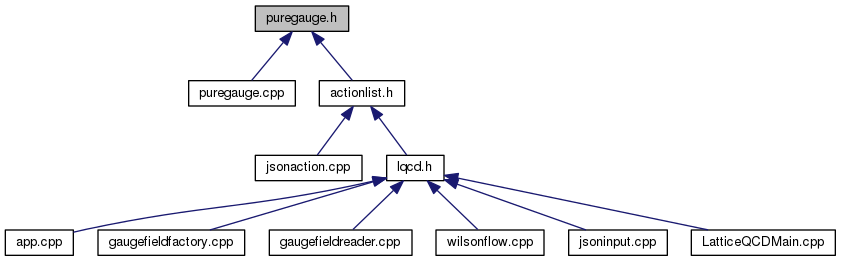 puregauge.h
puregauge.cpp
actionlist.h
jsonaction.cpp
lqcd.h
app.cpp
gaugefieldfactory.cpp
gaugefieldreader.cpp
wilsonflow.cpp
jsoninput.cpp
LatticeQCDMain.cpp